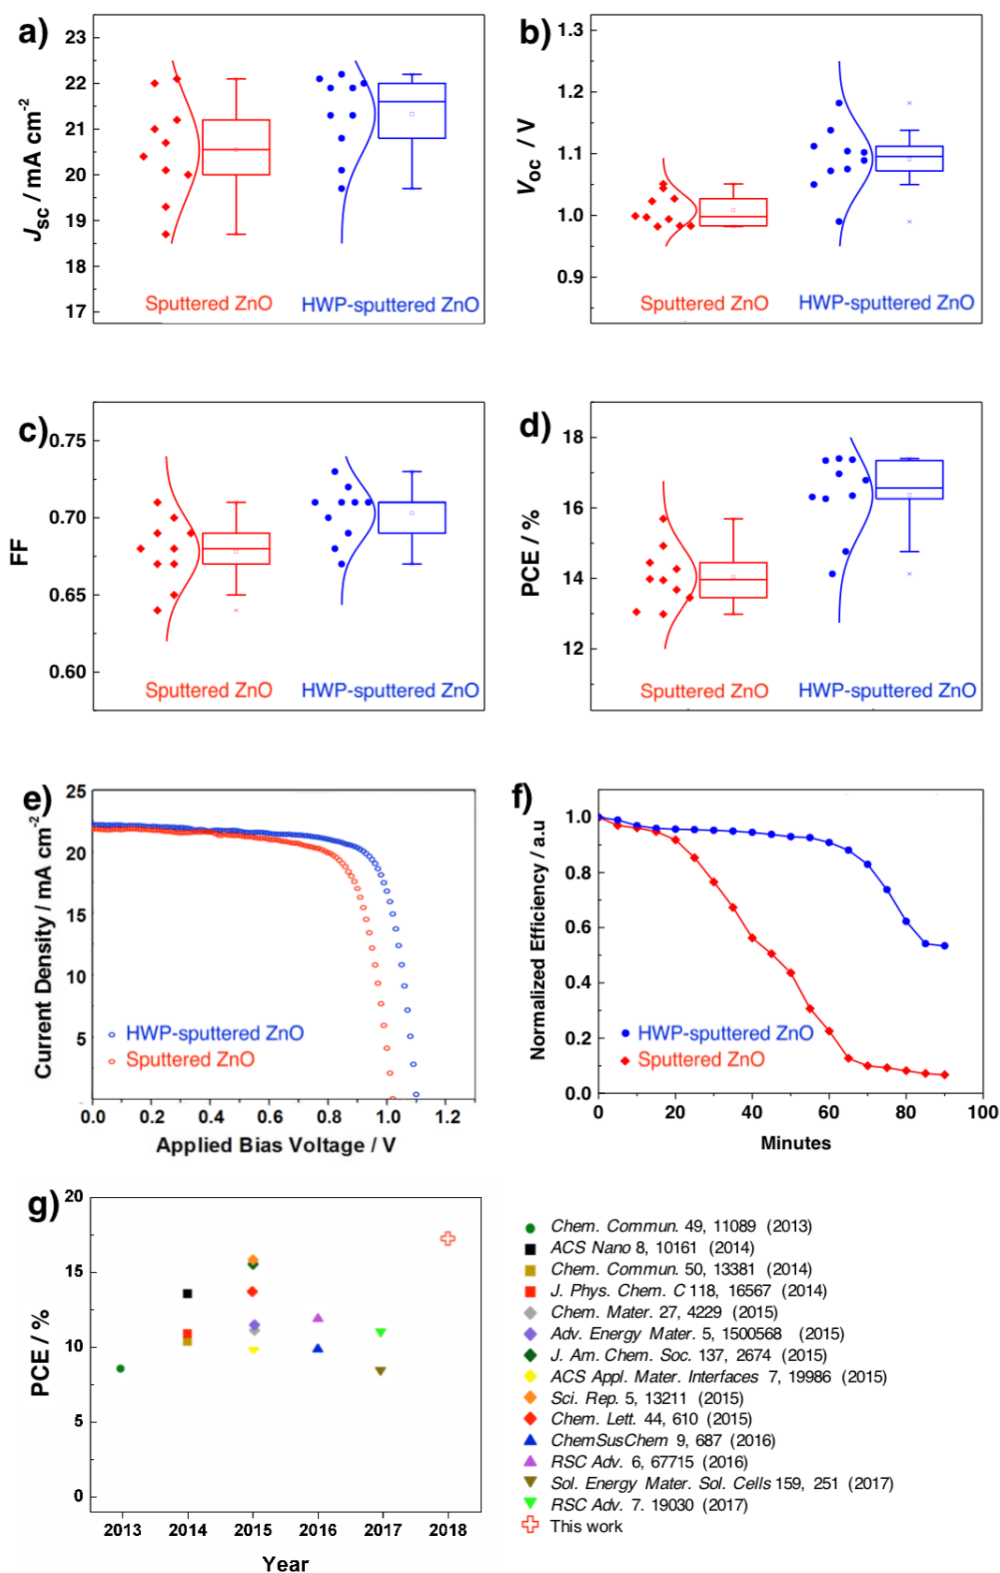 a)
J_sc / mA cm⁻²
23
22
21
20
19
18
17
Sputtered ZnO
HWP-sputtered ZnO
b)
V_oc / V
1.3
1.2
1.1
1.0
0.9
Sputtered ZnO
HWP-sputtered ZnO
c)
FF
0.75
0.70
0.65
0.60
Sputtered ZnO
HWP-sputtered ZnO
d)
PCE / %
18
16
14
12
Sputtered ZnO
HWP-sputtered ZnO
e)
Current Density / mA cm⁻²
25
20
15
10
5
HWP-sputtered ZnO
Sputtered ZnO
0.0 0.2 0.4 0.6 0.8 1.0 1.2
Applied Bias Voltage / V
f)
Normalized Efficiency / a.u
1.0
0.8
0.6
0.4
0.2
0.0
HWP-sputtered ZnO
Sputtered ZnO
0 20 40 60 80 100
Minutes
g)
PCE / %
20
15
10
5
0
2013 2014 2015 2016 2017 2018
Year
Chem. Commun. 49, 11089 (2013)
ACS Nano 8, 10161 (2014)
Chem. Commun. 50, 13381 (2014)
J. Phys. Chem. C 118, 16567 (2014)
Chem. Mater. 27, 4229 (2015)
Adv. Energy Mater. 5, 1500568 (2015)
J. Am. Chem. Soc. 137, 2674 (2015)
ACS Appl. Mater. Interfaces 7, 19986 (2015)
Sci. Rep. 5, 13211 (2015)
Chem. Lett. 44, 610 (2015)
ChemSusChem 9, 687 (2016)
RSC Adv. 6, 67715 (2016)
Sol. Energy Mater. Sol. Cells 159, 251 (2017)
RSC Adv. 7. 19030 (2017)
This work